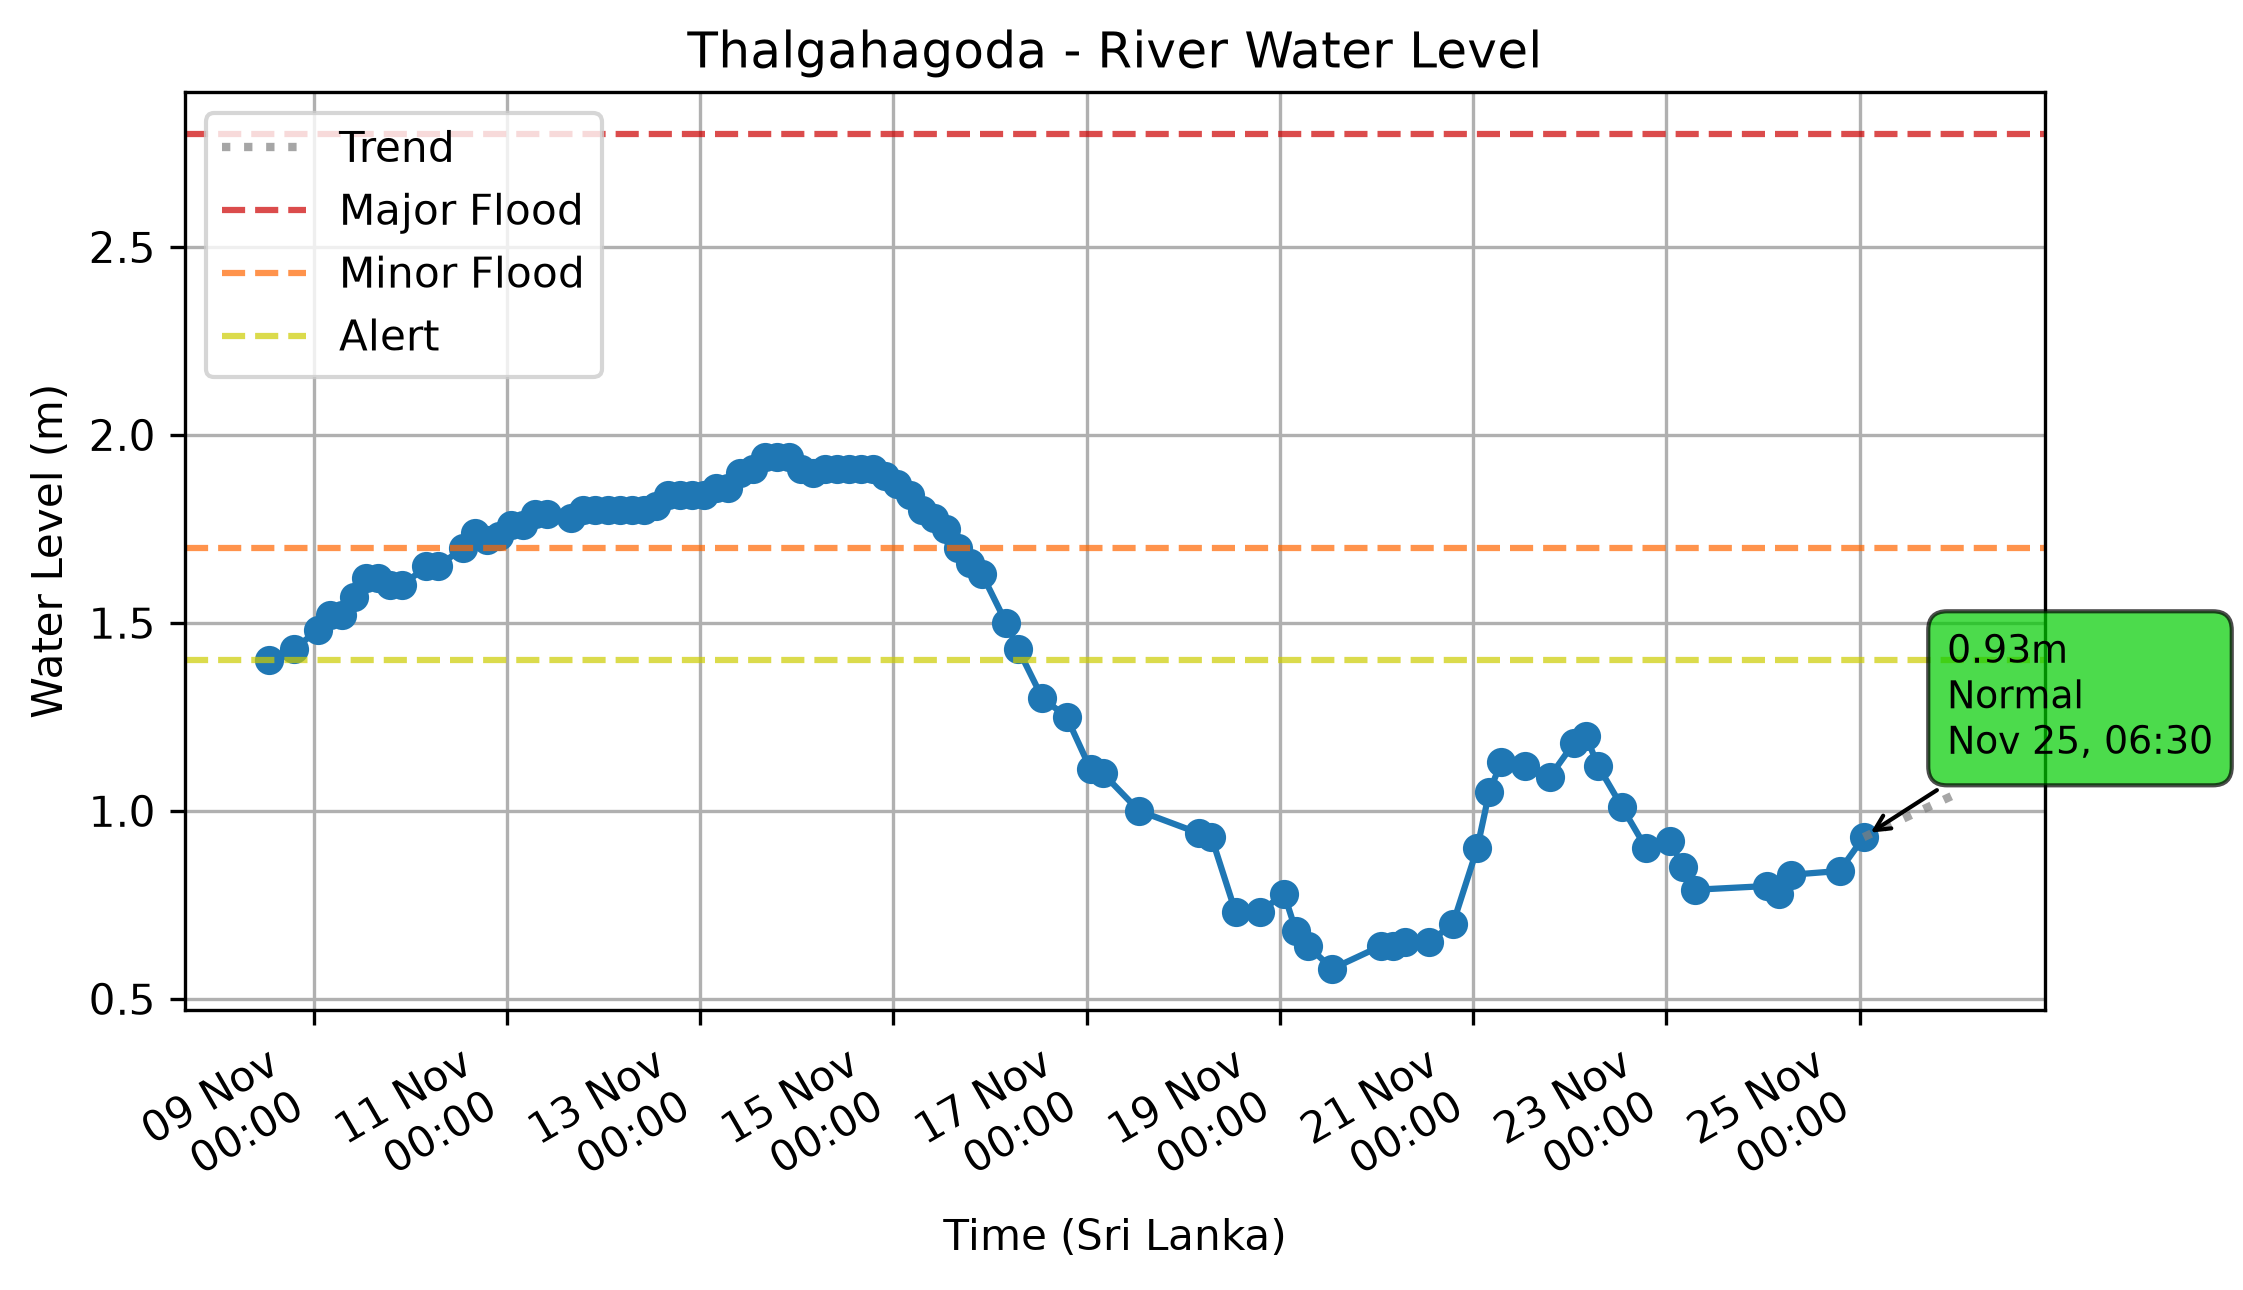 Thalgahagoda - River Water Level
Trend
Major Flood
Minor Flood
Alert
Water Level (m)
2.5
2.0
1.5
1.0
0.5
0.93m
Normal
Nov 25, 06:30
09 Nov
00:00
11 Nov
00:00
13 Nov
00:00
15 Nov
00:00
17 Nov
00:00
19 Nov
00:00
21 Nov
00:00
23 Nov
00:00
25 Nov
00:00
Time (Sri Lanka)